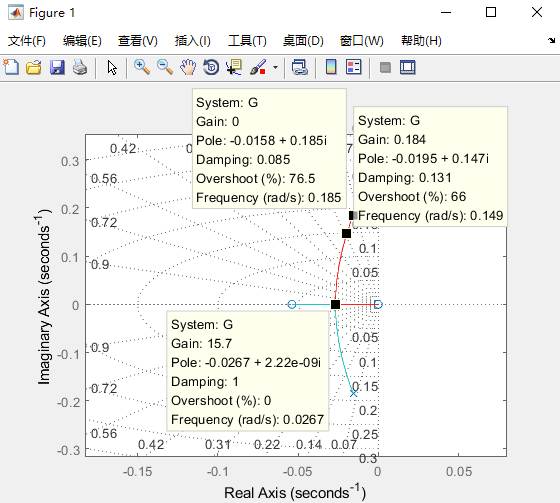 Figure 1
文件(F) 编辑(E) 查看(V) 插入(I) 工具(T) 桌面(D) 窗口(W) 帮助(H)
System: G
Gain: 0
Pole: -0.0158 + 0.185i
Damping: 0.085
Overshoot (%): 76.5
Frequency (rad/s): 0.185
System: G
Gain: 0.184
Pole: -0.0195 + 0.147i
Damping: 0.131
Overshoot (%): 66
Frequency (rad/s): 0.149
0.42
0.56
0.72
0.9
0.3
0.2
0.1
0
-0.1
-0.2
-0.3
Imaginary Axis (seconds⁻¹)
0.1
0.05
System: G
Gain: 15.7
Pole: -0.0267 + 2.22e-09i
Damping: 1
Overshoot (%): 0
Frequency (rad/s): 0.0267
0.05
0.1
0.15
0.2
0.25
0.3
0.9
0.72
0.56
0.42 0.31 0.22 0.14 0.07
-0.15 -0.1 -0.05 0 0.05
Real Axis (seconds⁻¹)